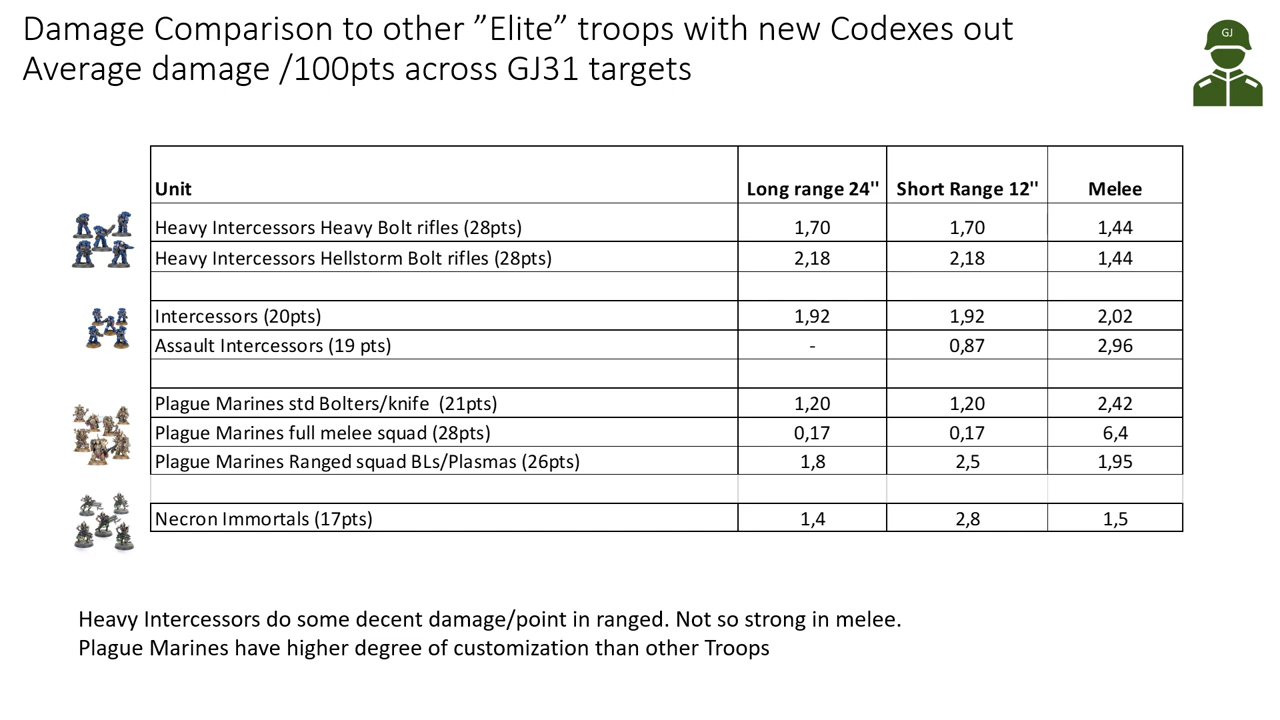 Damage Comparison to other ”Elite” troops with new Codexes out
Average damage /100pts across GJ31 targets
GJ
Unit Long range 24'' Short Range 12'' Melee
Heavy Intercessors Heavy Bolt rifles (28pts) 1,70 1,70 1,44
Heavy Intercessors Hellstorm Bolt rifles (28pts) 2,18 2,18 1,44
Intercessors (20pts) 1,92 1,92 2,02
Assault Intercessors (19 pts) - 0,87 2,96
Plague Marines std Bolters/knife (21pts) 1,20 1,20 2,42
Plague Marines full melee squad (28pts) 0,17 0,17 6,4
Plague Marines Ranged squad BLs/Plasmas (26pts) 1,8 2,5 1,95
Necron Immortals (17pts) 1,4 2,8 1,5
Heavy Intercessors do some decent damage/point in ranged. Not so strong in melee.
Plague Marines have higher degree of customization than other Troops